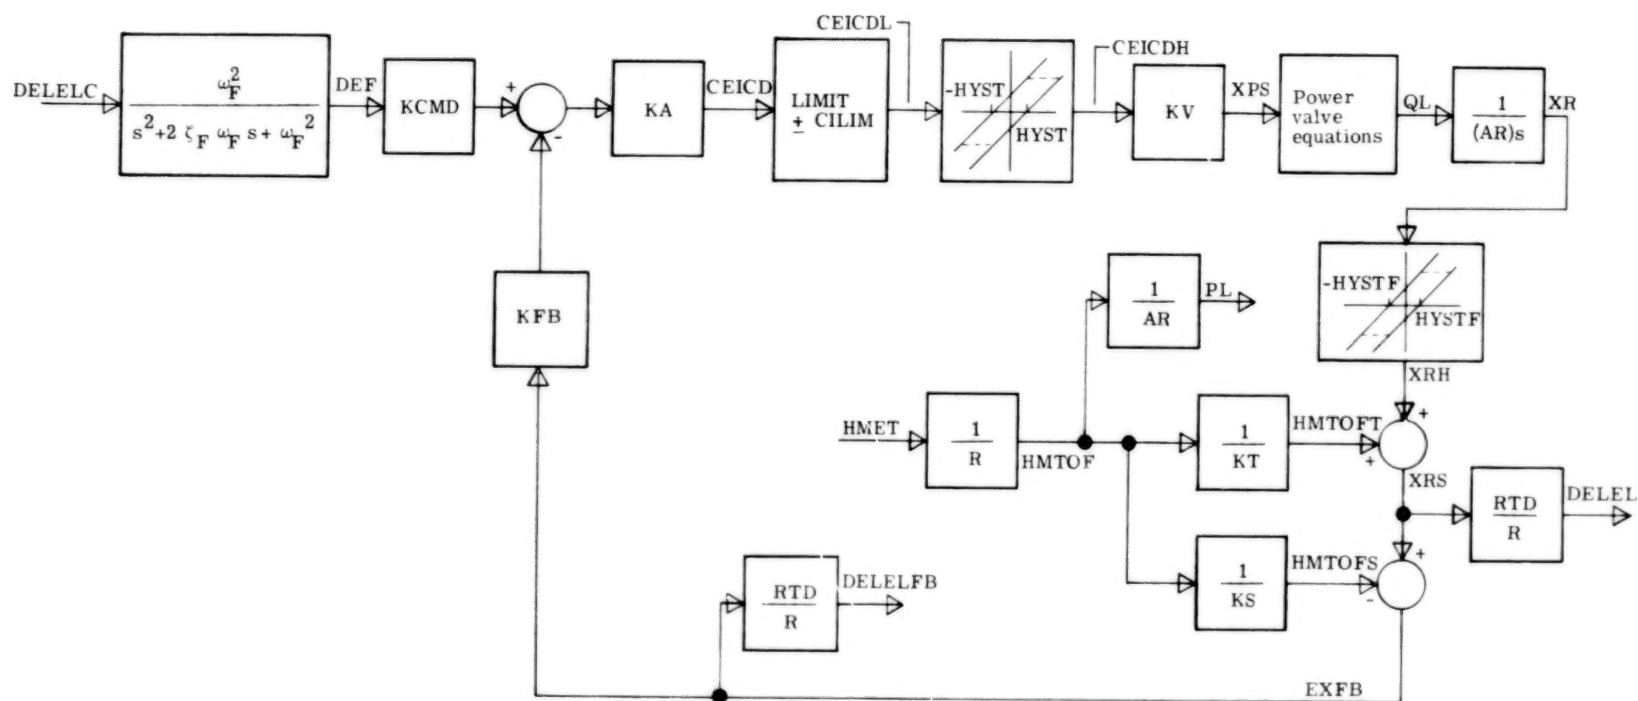 CEICDL
CEICDH
DELELC
ω_F^2
s^2+2 ζ_F ω_F s+ ω_F^2
DEF
KCMD
+
-
KA
CEICD
LIMIT
± CILIM
-HYST
HYST
KV
XPS
Power
valve
equations
QL
1
(AR)s
XR
-HYSTF
HYSTF
KFB
1
AR
PL
XRH
HMET
1
R
HMTOF
1
KT
HMTOFT
+
+
XRS
RTD
R
DELEL
1
KS
HMTOFS
+
-
RTD
R
DELELFB
EXFB